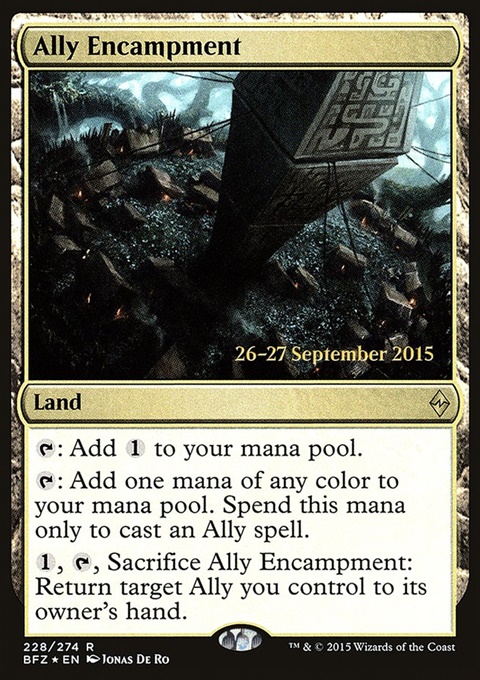 Ally Encampment
26–27 September 2015
Land
: Add 1 to your mana pool.
: Add one mana of any color to
your mana pool. Spend this mana
only to cast an Ally spell.
1, , Sacrifice Ally Encampment:
Return target Ally you control to its
owner's hand.
228/274 R
BFZ ★ EN Jonas De Ro
™ & © 2015 Wizards of the Coast